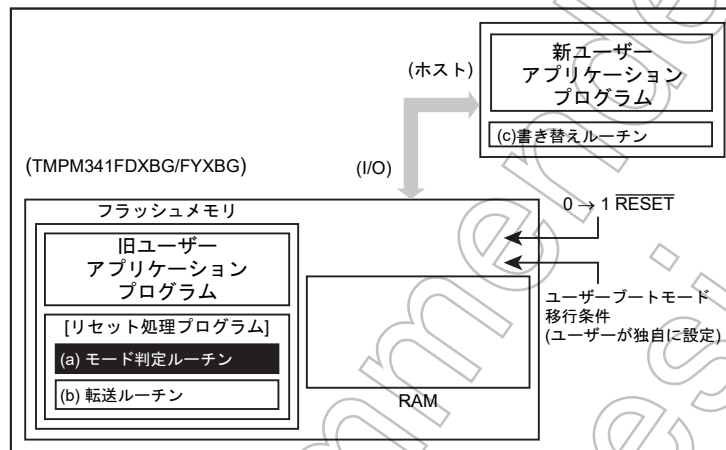 (ホスト)
新ユーザー
アプリケーション
プログラム
(c)書き替えルーチン
(TMPM341FDXBG/FYXBG)
(I/O)
フラッシュメモリ
旧ユーザー
アプリケーション
プログラム
[リセット処理プログラム]
(a) モード判定ルーチン
(b) 転送ルーチン
RAM
0 → 1 RESET
ユーザーブートモード
移行条件
(ユーザーが独自に設定)